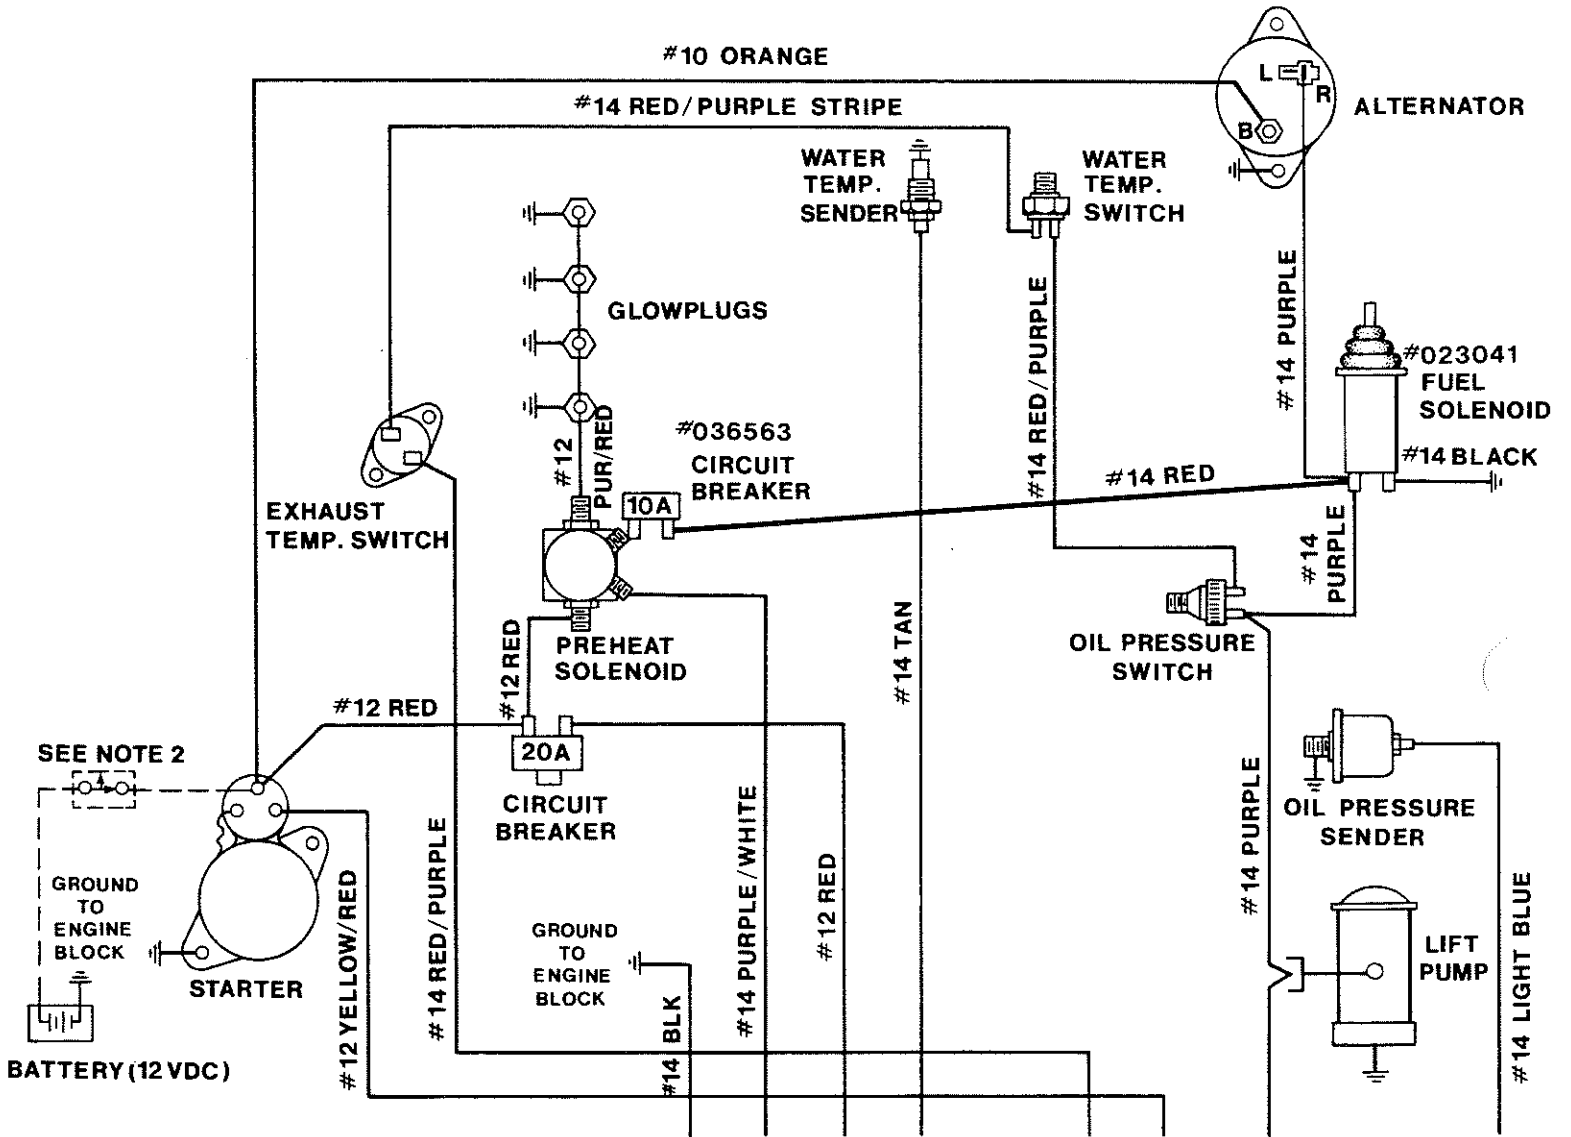 #10 ORANGE
#14 RED/PURPLE STRIPE
L
R
B
ALTERNATOR
WATER
TEMP.
SENDER
WATER
TEMP.
SWITCH
GLOWPLUGS
#14 RED/PURPLE
#14 PURPLE
#023041
FUEL
SOLENOID
#14 BLACK
#12
PUR/RED
#036563
CIRCUIT
BREAKER
10A
#14 RED
EXHAUST
TEMP. SWITCH
#14
PURPLE
PREHEAT
SOLENOID
#12 RED
#14 TAN
OIL PRESSURE
SWITCH
#12 RED
SEE NOTE 2
20A
CIRCUIT
BREAKER
OIL PRESSURE
SENDER
#14 PURPLE
GROUND
TO
ENGINE
BLOCK
STARTER
#12 YELLOW/RED
#14 RED/PURPLE
GROUND
TO
ENGINE
BLOCK
#14 BLK
#14 PURPLE/WHITE
#12 RED
LIFT
PUMP
#14 LIGHT BLUE
BATTERY (12 VDC)